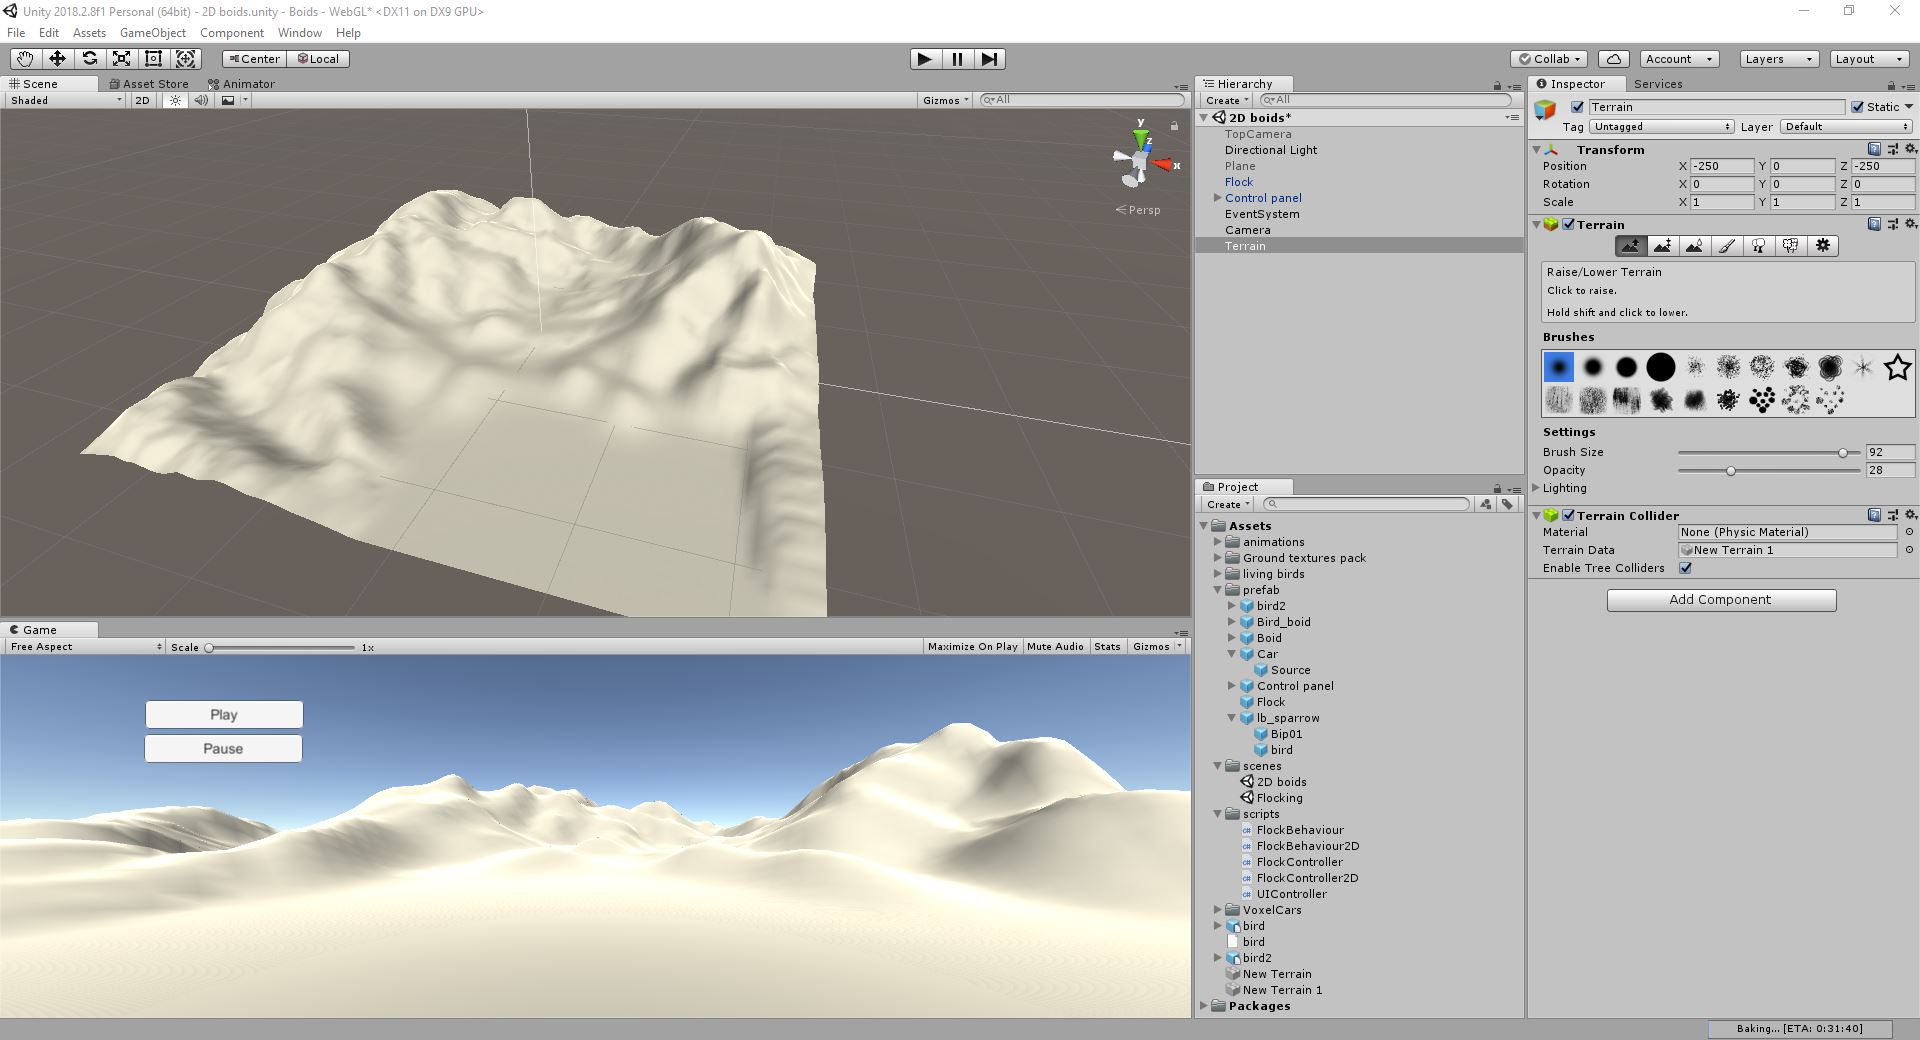 Unity 2018.2.8f1 Personal (64bit) - 2D boids.unity - Boids - WebGL* <DX11 on DX9 GPU>
File Edit Assets GameObject Component Window Help
Center Local Collab Account Layers Layout
Scene Asset Store Animator
Shaded 2D Gizmos All
y
z
x
Persp
Game
Free Aspect Scale 1x Maximize On Play Mute Audio Stats Gizmos
Play
Pause
Hierarchy
Create All
2D boids*
TopCamera
Directional Light
Plane
Flock
Control panel
EventSystem
Camera
Terrain
Project
Create
Assets
animations
Ground textures pack
living birds
prefab
bird2
Bird_boid
Boid
Car
Source
Control panel
Flock
lb_sparrow
Bip01
bird
scenes
2D boids
Flocking
scripts
FlockBehaviour
FlockBehaviour2D
FlockController
FlockController2D
UIController
VoxelCars
bird
bird
bird2
New Terrain
New Terrain 1
Packages
Inspector Services
Terrain Static
Tag Untagged Layer Default
Transform
Position X -250 Y 0 Z -250
Rotation X 0 Y 0 Z 0
Scale X 1 Y 1 Z 1
Terrain
Raise/Lower Terrain
Click to raise.
Hold shift and click to lower.
Brushes
Settings
Brush Size 92
Opacity 28
Lighting
Terrain Collider
Material None (Physic Material)
Terrain Data New Terrain 1
Enable Tree Colliders
Add Component
Baking... [ETA: 0:31:40]